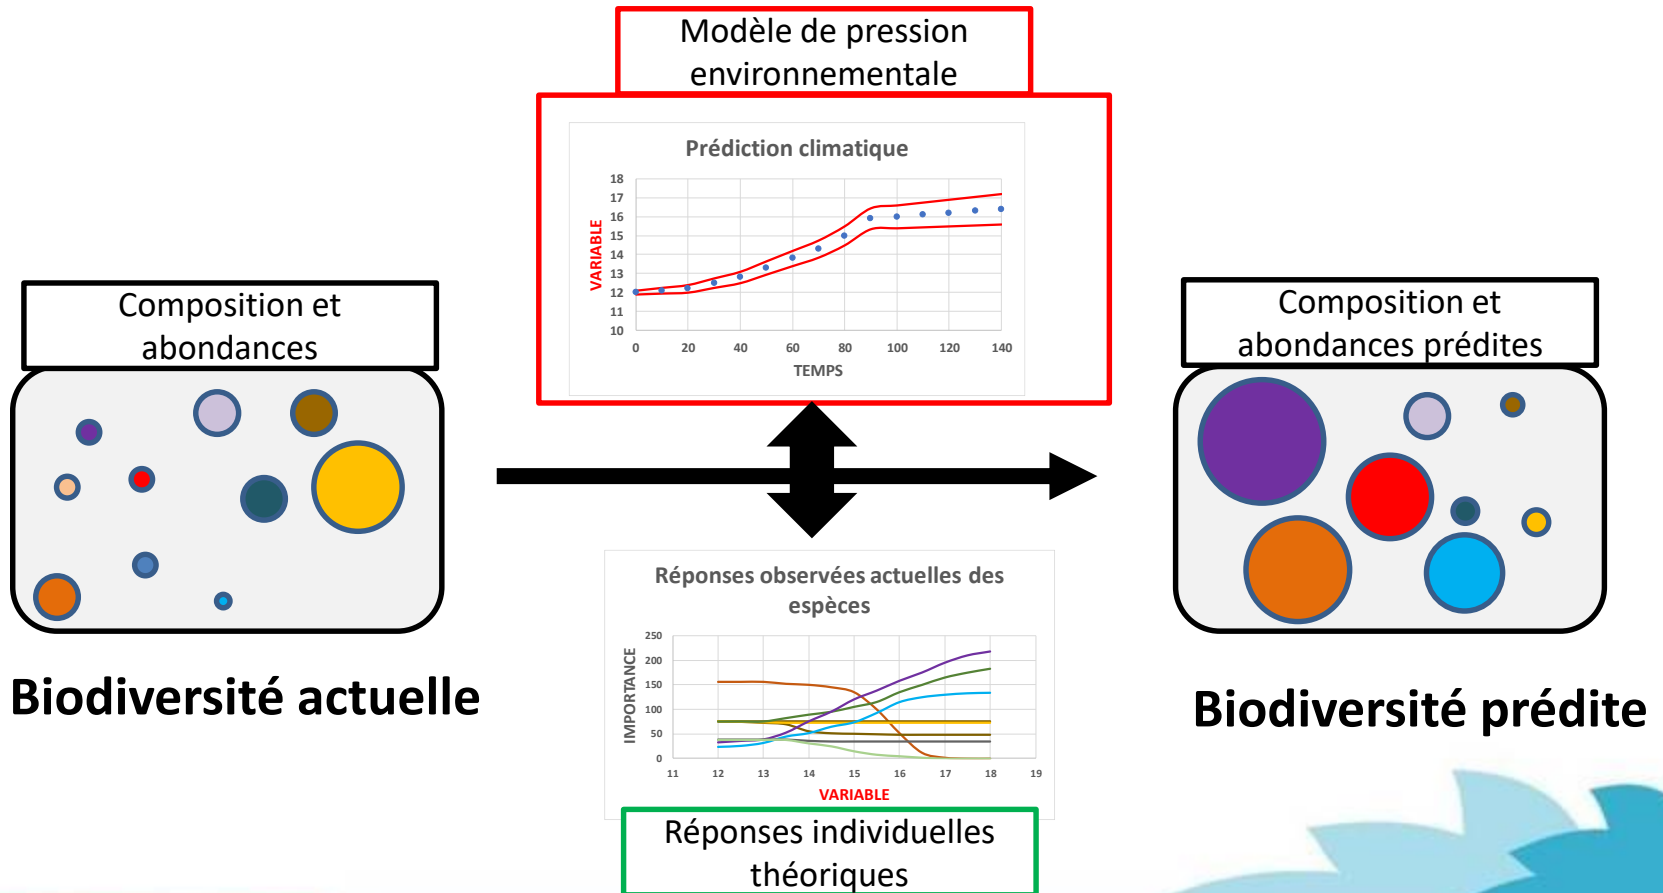 Modèle de pression
environnementale
Prédiction climatique
18
17
16
15
14
13
12
11
10
VARIABLE
0 20 40 60 80 100 120 140
TEMPS
Composition et
abondances
Biodiversité actuelle
Réponses observées actuelles des
espèces
250
200
150
100
50
0
IMPORTANCE
11 12 13 14 15 16 17 18 19
VARIABLE
Réponses individuelles
théoriques
Composition et
abondances prédites
Biodiversité prédite